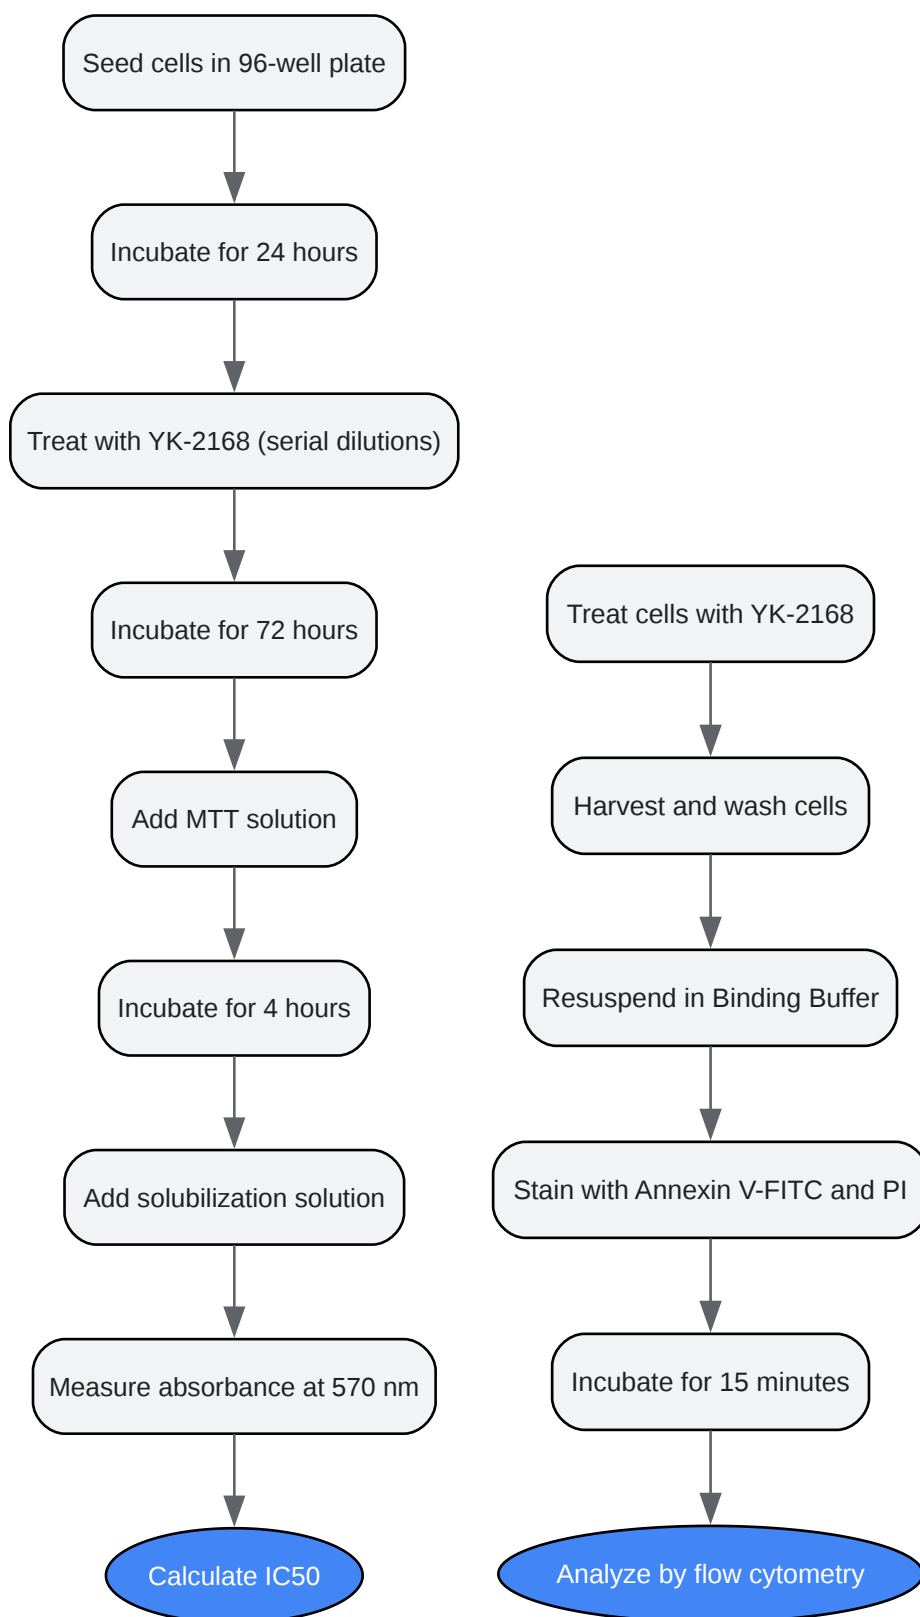 Seed cells in 96-well plate
Incubate for 24 hours
Treat with YK-2168 (serial dilutions)
Incubate for 72 hours
Add MTT solution
Incubate for 4 hours
Add solubilization solution
Measure absorbance at 570 nm
Calculate IC50
Treat cells with YK-2168
Harvest and wash cells
Resuspend in Binding Buffer
Stain with Annexin V-FITC and PI
Incubate for 15 minutes
Analyze by flow cytometry